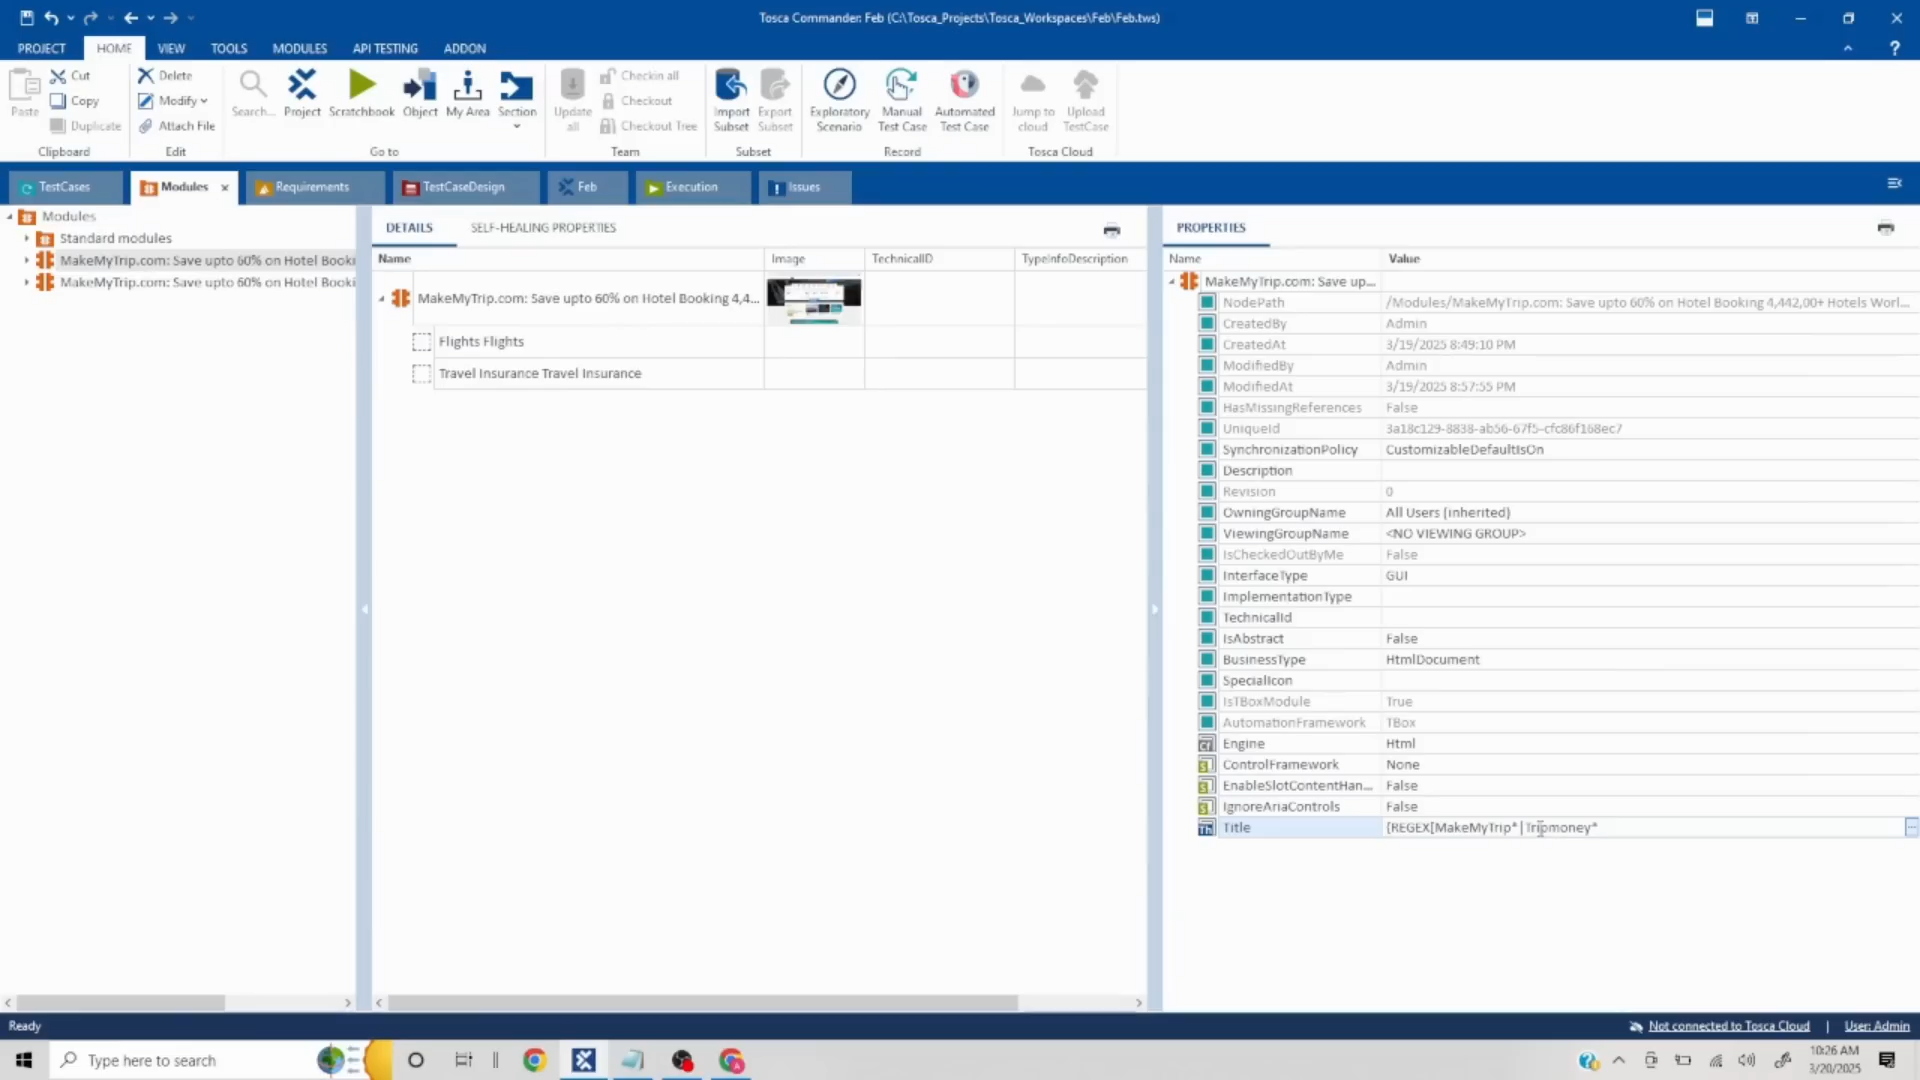 Tosca Commander: Feb (C:\Tosca_Projects\Tosca_Workspaces\Feb\Feb.tws)
PROJECT HOME VIEW TOOLS MODULES API TESTING ADDON
Paste
Cut
Copy
Duplicate
Clipboard
Delete
Modify
Attach File
Edit
Search... Project Scratchbook Object My Area Section
Go to
Update all
Checkin all
Checkout
Checkout Tree
Team
Import Subset
Export Subset
Subset
Exploratory Scenario
Manual Test Case
Automated Test Case
Record
Jump to cloud
Upload TestCase
Tosca Cloud
TestCases Modules Requirements TestCaseDesign Feb Execution Issues
Modules
Standard modules
MakeMyTrip.com: Save upto 60% on Hotel Booki
MakeMyTrip.com: Save upto 60% on Hotel Booki
DETAILS SELF-HEALING PROPERTIES
Name Image TechnicalID TypeInfoDescription
MakeMyTrip.com: Save upto 60% on Hotel Booking 4,4...
Flights Flights
Travel Insurance Travel Insurance
PROPERTIES
Name Value
MakeMyTrip.com: Save up...
NodePath /Modules/MakeMyTrip.com: Save upto 60% on Hotel Booking 4,442,00+ Hotels Worl...
CreatedBy Admin
CreatedAt 3/19/2025 8:49:10 PM
ModifiedBy Admin
ModifiedAt 3/19/2025 8:57:55 PM
HasMissingReferences False
UniqueId 3a18c129-8838-ab56-67f5-cfc86f168ec7
SynchronizationPolicy CustomizableDefaultIsOn
Description
Revision 0
OwningGroupName All Users (inherited)
ViewingGroupName <NO VIEWING GROUP>
IsCheckedOutByMe False
InterfaceType GUI
ImplementationType
TechnicalId
IsAbstract False
BusinessType HtmlDocument
SpecialIcon
IsTBoxModule True
AutomationFramework TBox
Engine Html
ControlFramework None
EnableSlotContentHan... False
IgnoreAriaControls False
Title {REGEX[MakeMyTrip*|Tripmoney*
Ready
Not connected to Tosca Cloud | User: Admin
Type here to search
10:26 AM
3/20/2025